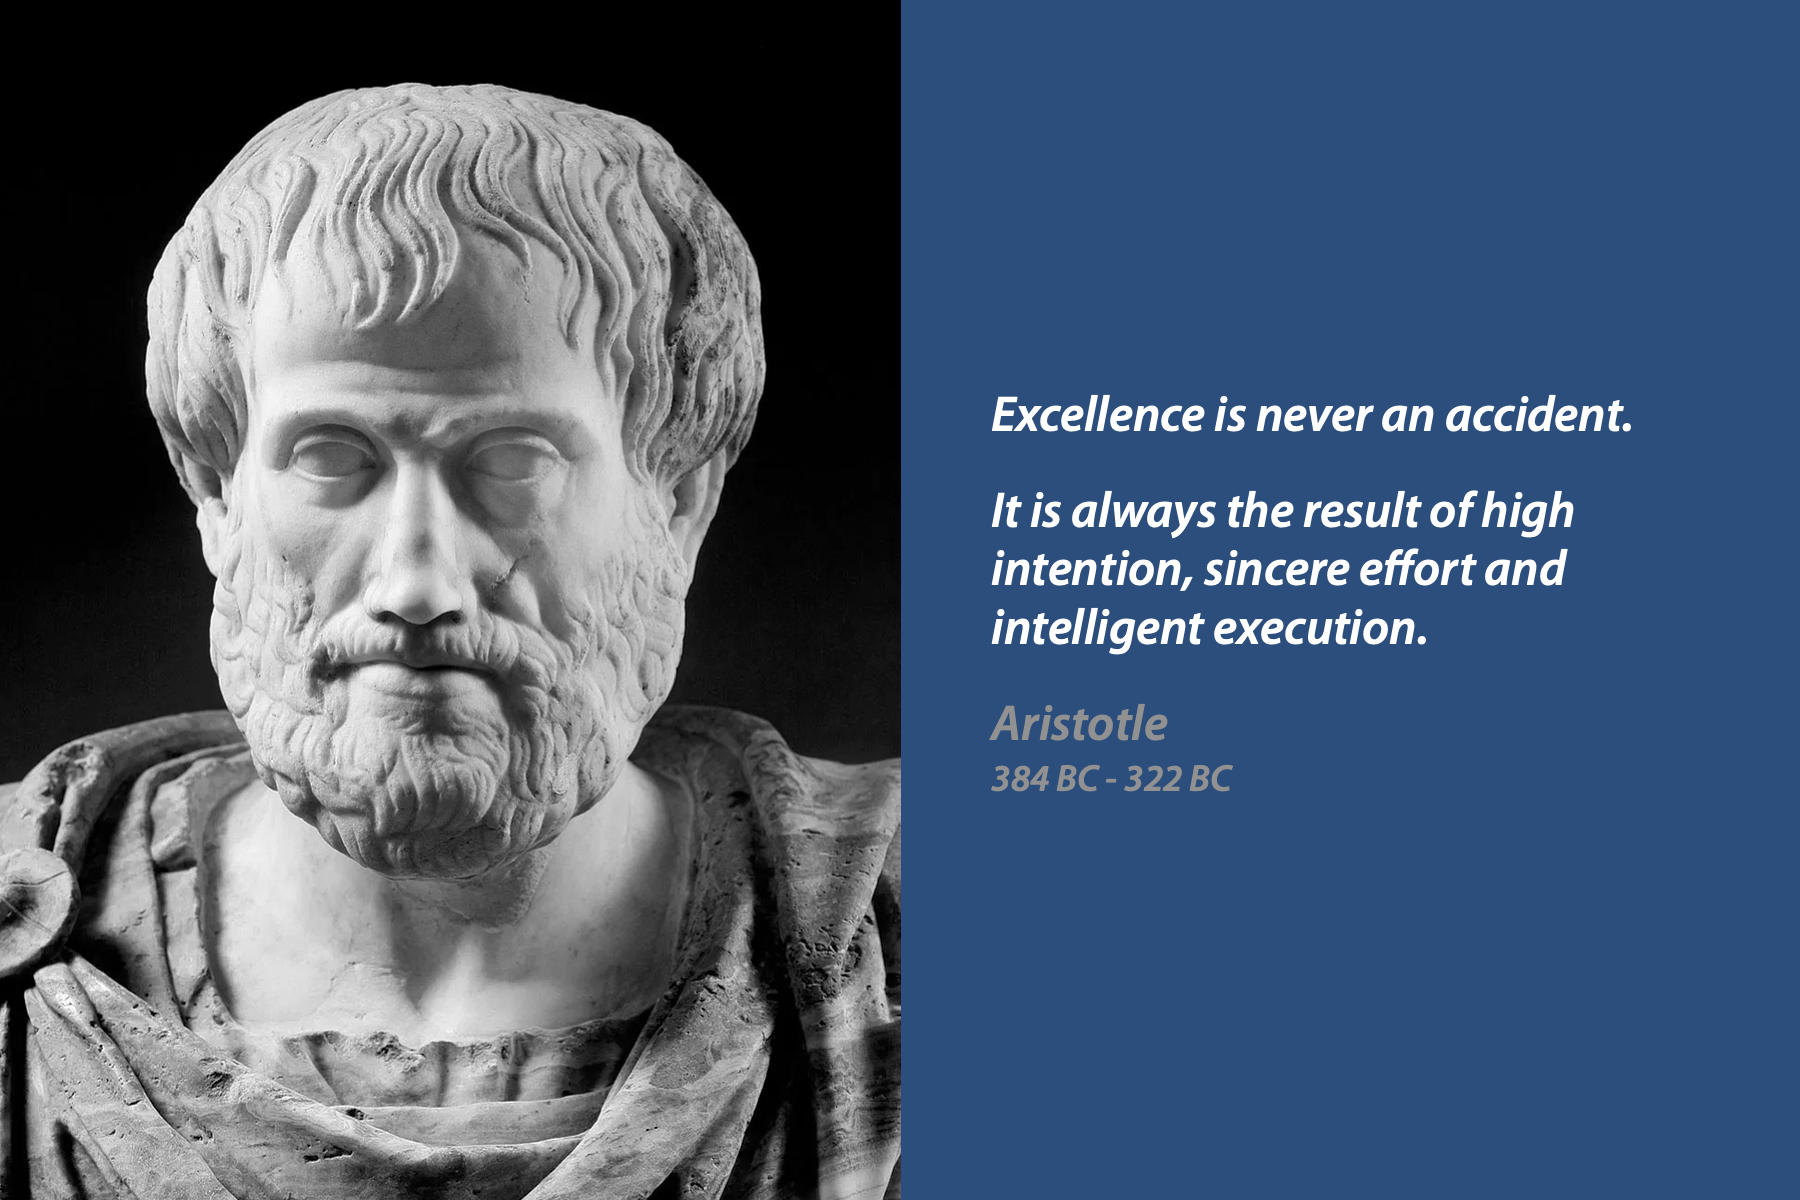 Excellence is never an accident.
It is always the result of high
intention, sincere effort and
intelligent execution.
Aristotle
384 BC - 322 BC